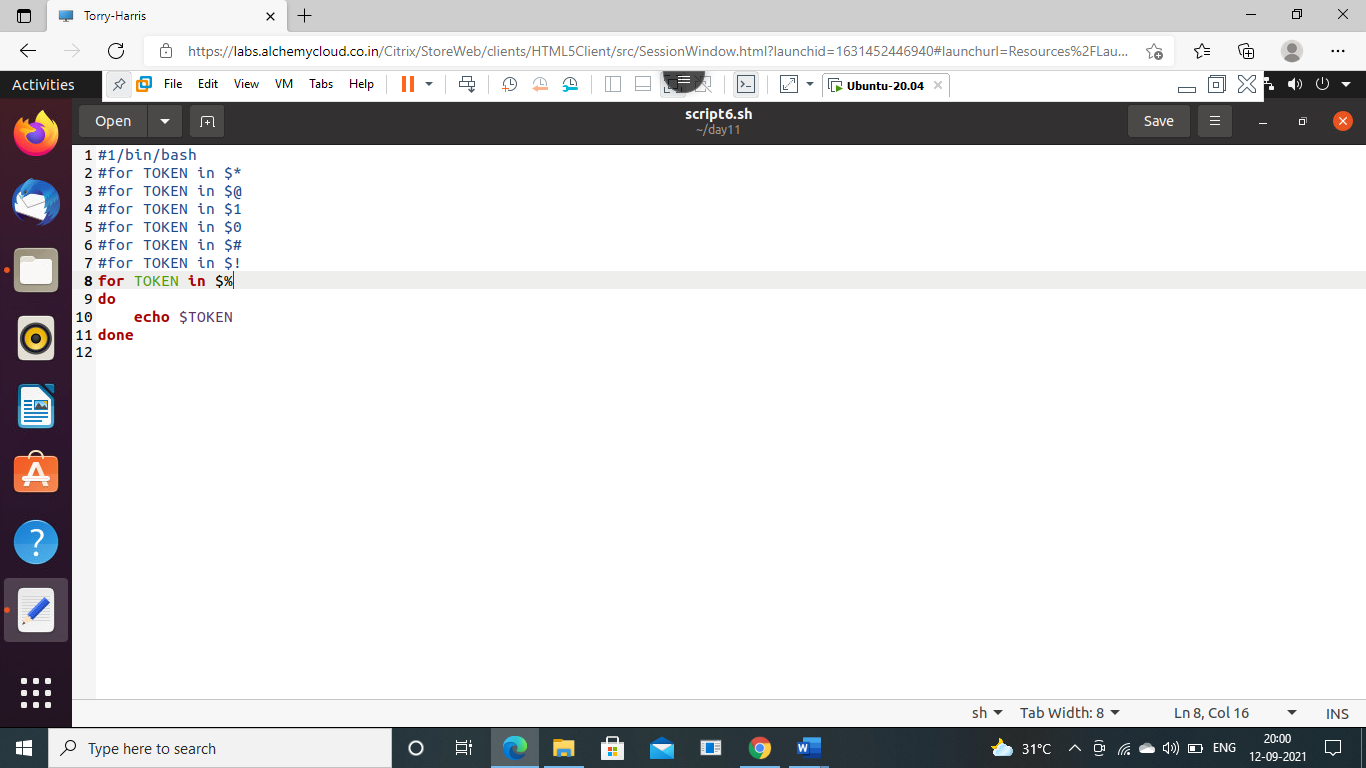 Torry-Harris
https://labs.alchemycloud.co.in/Citrix/StoreWeb/clients/HTML5Client/src/SessionWindow.html?launchid=1631452446940#launchurl=Resources%2FLau...
Activities
File Edit View VM Tabs Help
Ubuntu-20.04
Open
script6.sh
~/day11
Save
1 #1/bin/bash
2 #for TOKEN in $*
3 #for TOKEN in $@
4 #for TOKEN in $1
5 #for TOKEN in $0
6 #for TOKEN in $#
7 #for TOKEN in $!
8 for TOKEN in $%
9 do
10 echo $TOKEN
11 done
12
sh Tab Width: 8 Ln 8, Col 16 INS
Type here to search
31°C
ENG
20:00
12-09-2021